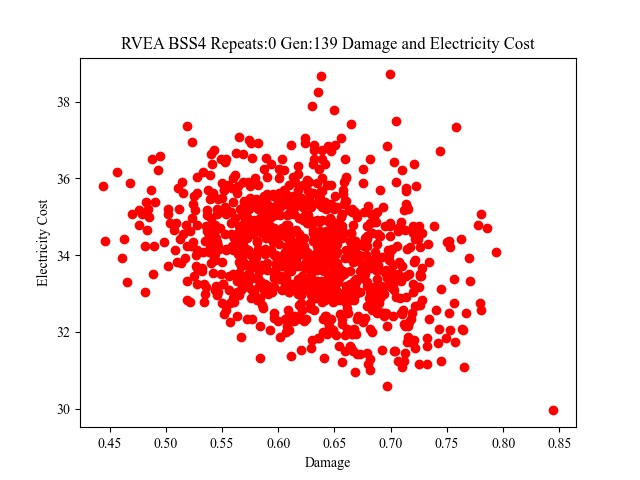 RVEA BSS4 Repeats:0 Gen:139 Damage and Electricity Cost
38
36
34
32
30
Electricity Cost
0.45 0.50 0.55 0.60 0.65 0.70 0.75 0.80 0.85
Damage